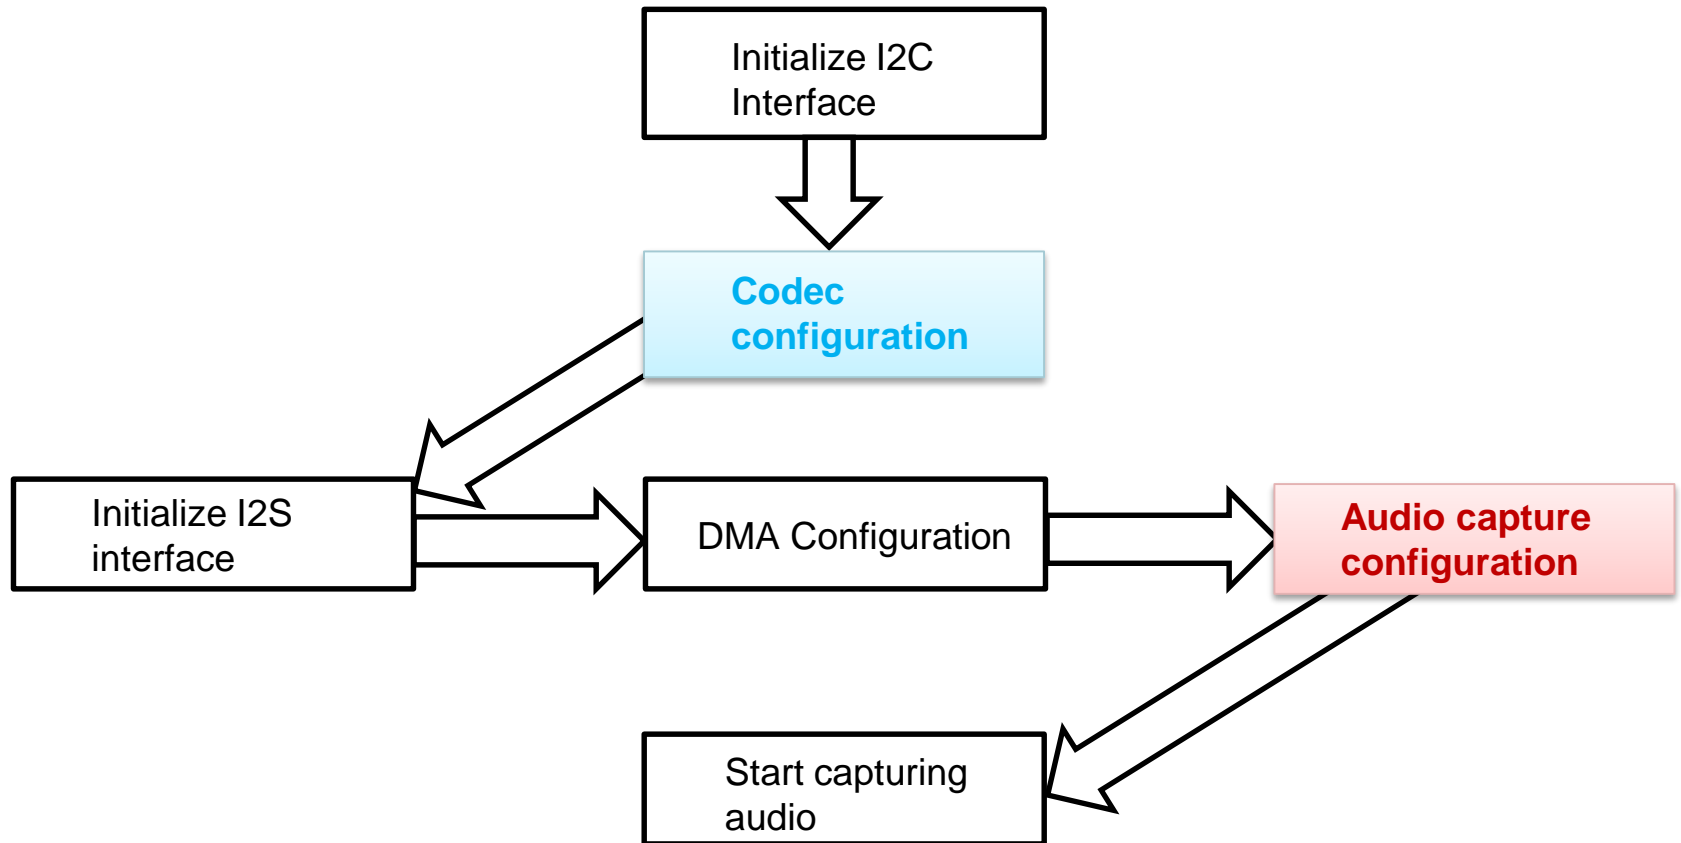 Initialize I2C
Interface
Codec
configuration
Initialize I2S
interface
DMA Configuration
Audio capture
configuration
Start capturing
audio